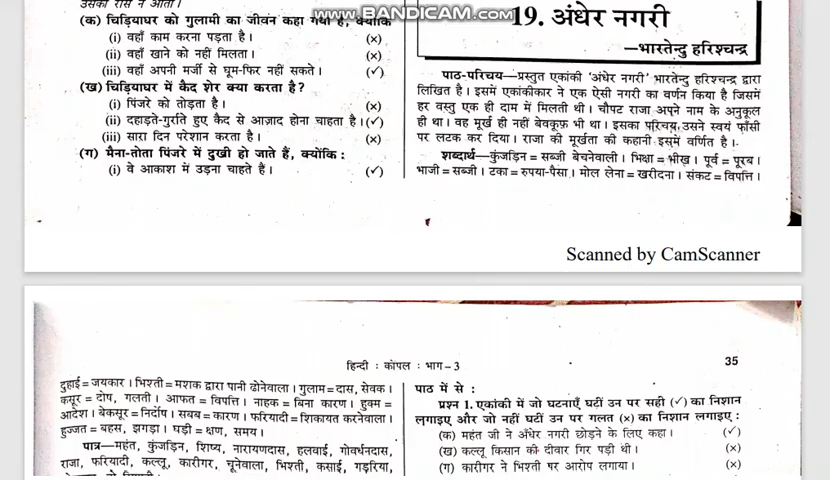 www.BANDICAM.com
उसका रास न आता।
(क) चिड़ियाघर को गुलामी का जीवन कहा गया है, क्योंकि
(i) वहाँ काम करना पड़ता है। (×)
(ii) वहाँ खाने को नहीं मिलता। (×)
(iii) वहाँ अपनी मर्जी से घूम-फिर नहीं सकते। (✓)
(ख) चिड़ियाघर में कैद शेर क्या करता है?
(i) पिंजरे को तोड़ता है। (×)
(ii) दहाड़ते-गुर्राते हुए कैद से आज़ाद होना चाहता है। (✓)
(iii) सारा दिन परेशान करता है। (×)
(ग) मैना-तोता पिंजरे में दुखी हो जाते हैं, क्योंकि :
(i) वे आकाश में उड़ना चाहते हैं। (✓)
19. अंधेर नगरी
—भारतेन्दु हरिश्चन्द्र
पाठ-परिचय—प्रस्तुत एकांकी ‘अंधेर नगरी’ भारतेन्दु हरिश्चन्द्र द्वारा
लिखित है। इसमें एकांकीकार ने एक ऐसी नगरी का वर्णन किया है जिसमें
हर वस्तु एक ही दाम में मिलती थी। चौपट राजा अपने नाम के अनुकूल
ही था। वह मूर्ख ही नहीं बेवकूफ़ भी था। इसका परिचय उसने स्वयं फाँसी
पर लटक कर दिया। राजा की मूर्खता की कहानी इसमें वर्णित है।
शब्दार्थ—कुंजड़िन = सब्जी बेचनेवाली। भिक्षा = भीख। पूर्व = पूरब।
भाजी = सब्जी। टका = रुपया-पैसा। मोल लेना = खरीदना। संकट = विपत्ति।
Scanned by CamScanner
हिन्दी : कोंपल : भाग-3 35
दुहाई = जयकार। भिश्ती = मशक द्वारा पानी ढोनेवाला। गुलाम = दास, सेवक।
कसूर = दोष, गलती। आफत = विपत्ति। नाहक = बिना कारण। हुक्म =
आदेश। बेकसूर = निर्दोष। सबब = कारण। फरियादी = शिकायत करनेवाला।
हुज्जत = बहस, झगड़ा। घड़ी = क्षण, समय।
पात्र—महंत, कुंजड़िन, शिष्य, नारायणदास, हलवाई, गोवर्धनदास,
राजा, फरियादी, कल्लू, कारीगर, चूनेवाला, भिश्ती, कसाई, गड़रिया,
पाठ में से :
प्रश्न 1. एकांकी में जो घटनाएँ घटीं उन पर सही (✓) का निशान
लगाइए और जो नहीं घटीं उन पर गलत (×) का निशान लगाइए :
(क) महंत जी ने अंधेर नगरी छोड़ने के लिए कहा। (✓)
(ख) कल्लू किसान की दीवार गिर पड़ी थी। (×)
(ग) कारीगर ने भिश्ती पर आरोप लगाया। (×)